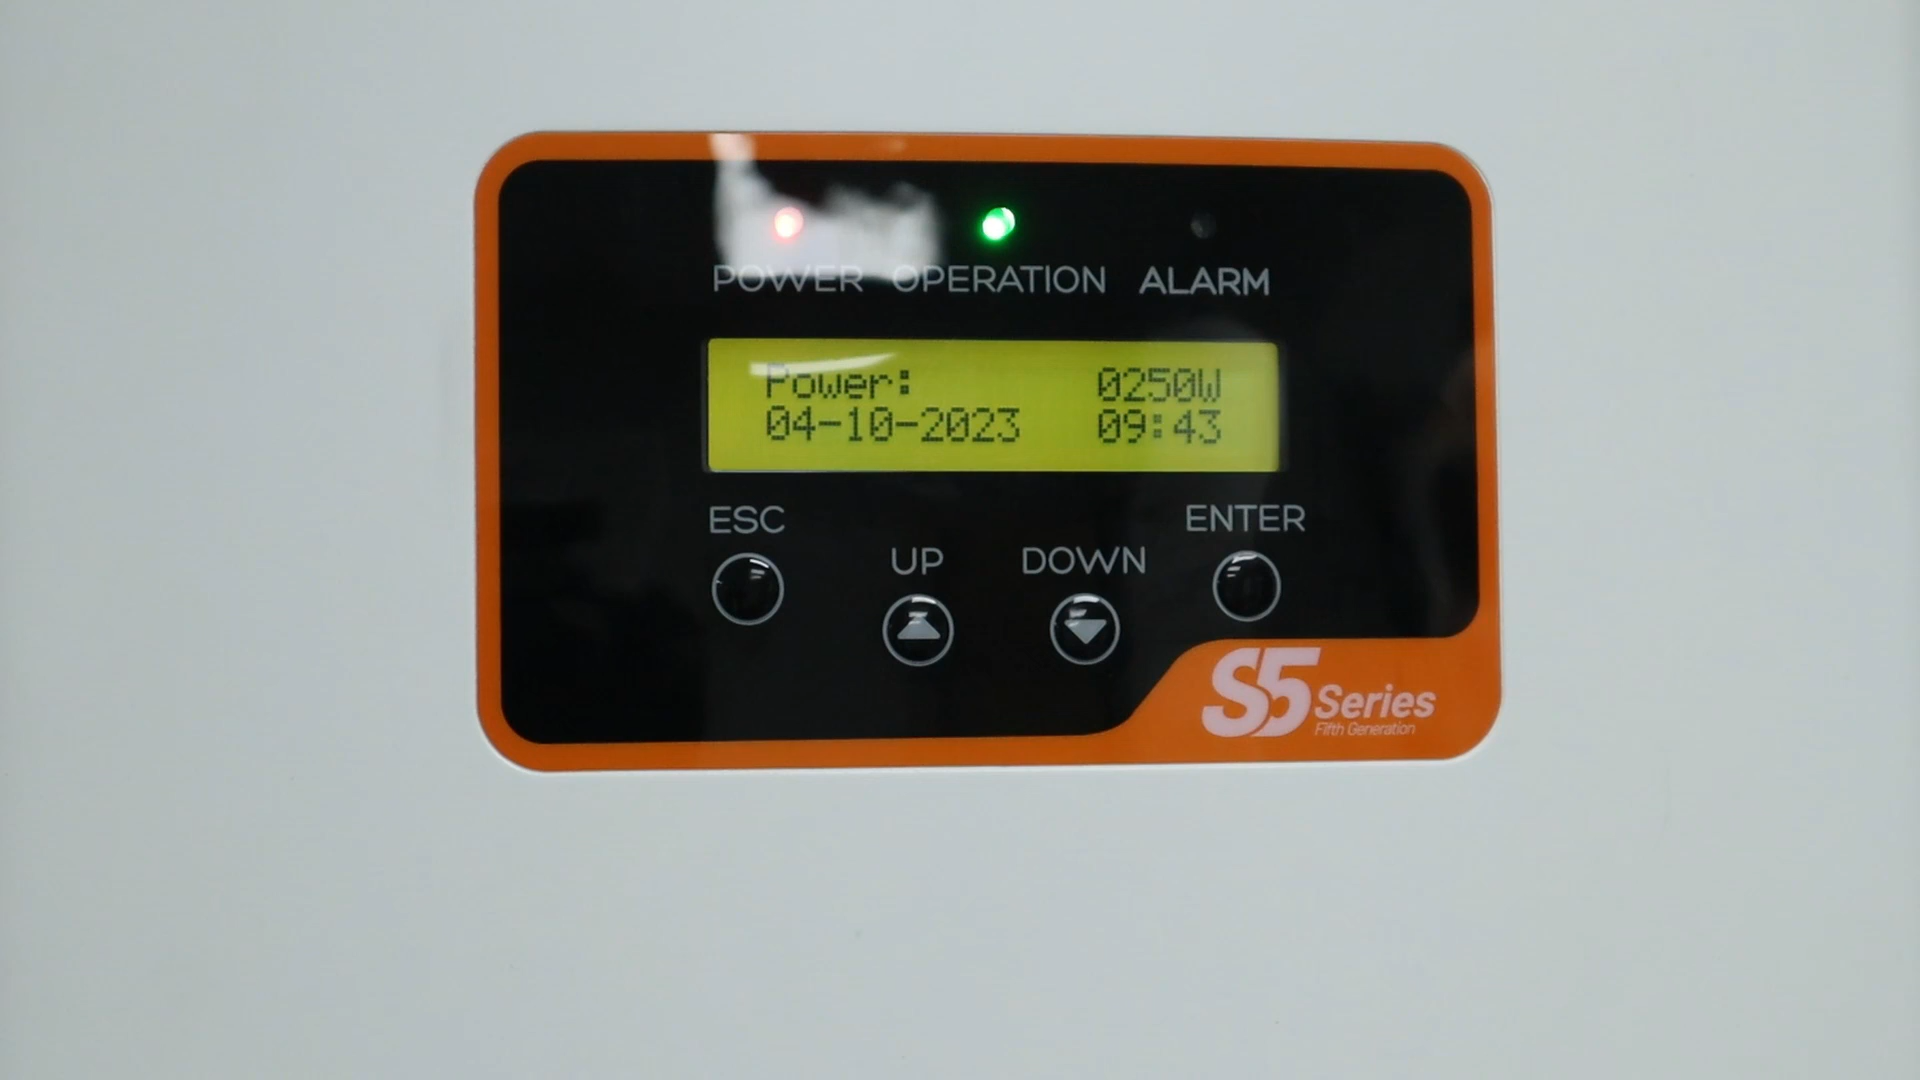 POWER OPERATION ALARM
Power: 0250W
04-10-2023 09:43
ESC UP DOWN ENTER
S5 Series
Fifth Generation